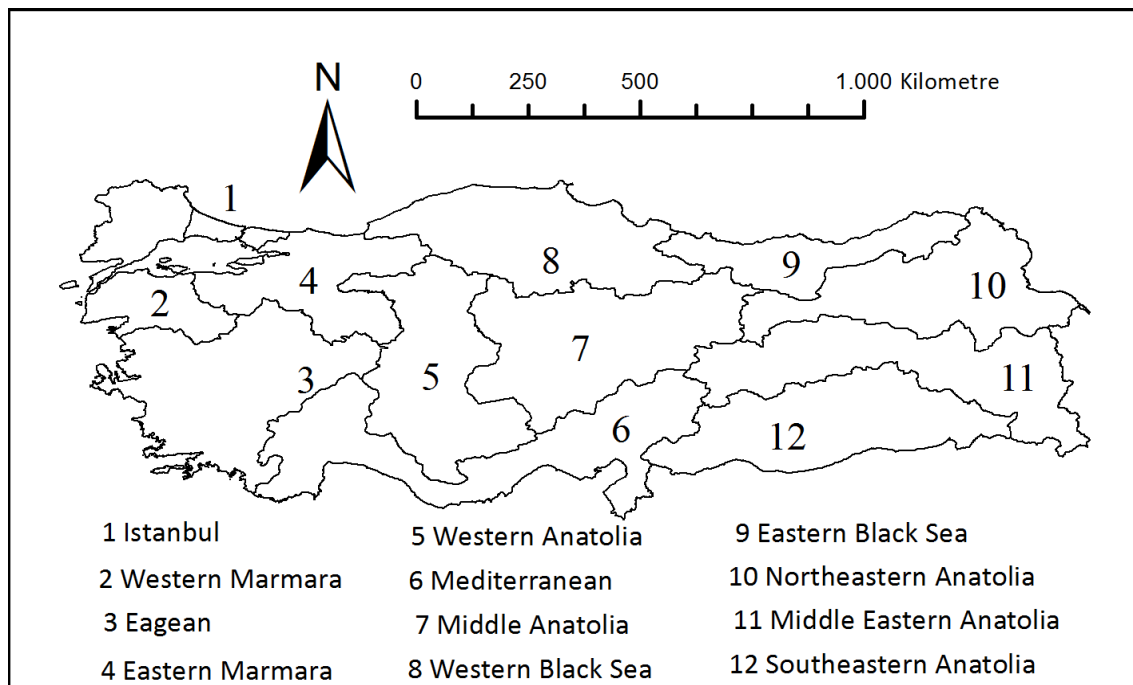 N
0 250 500 1.000 Kilometre
1
8
9
4
10
2
7
3
5
11
6
12
1 Istanbul
2 Western Marmara
3 Eagean
4 Eastern Marmara
5 Western Anatolia
6 Mediterranean
7 Middle Anatolia
8 Western Black Sea
9 Eastern Black Sea
10 Northeastern Anatolia
11 Middle Eastern Anatolia
12 Southeastern Anatolia